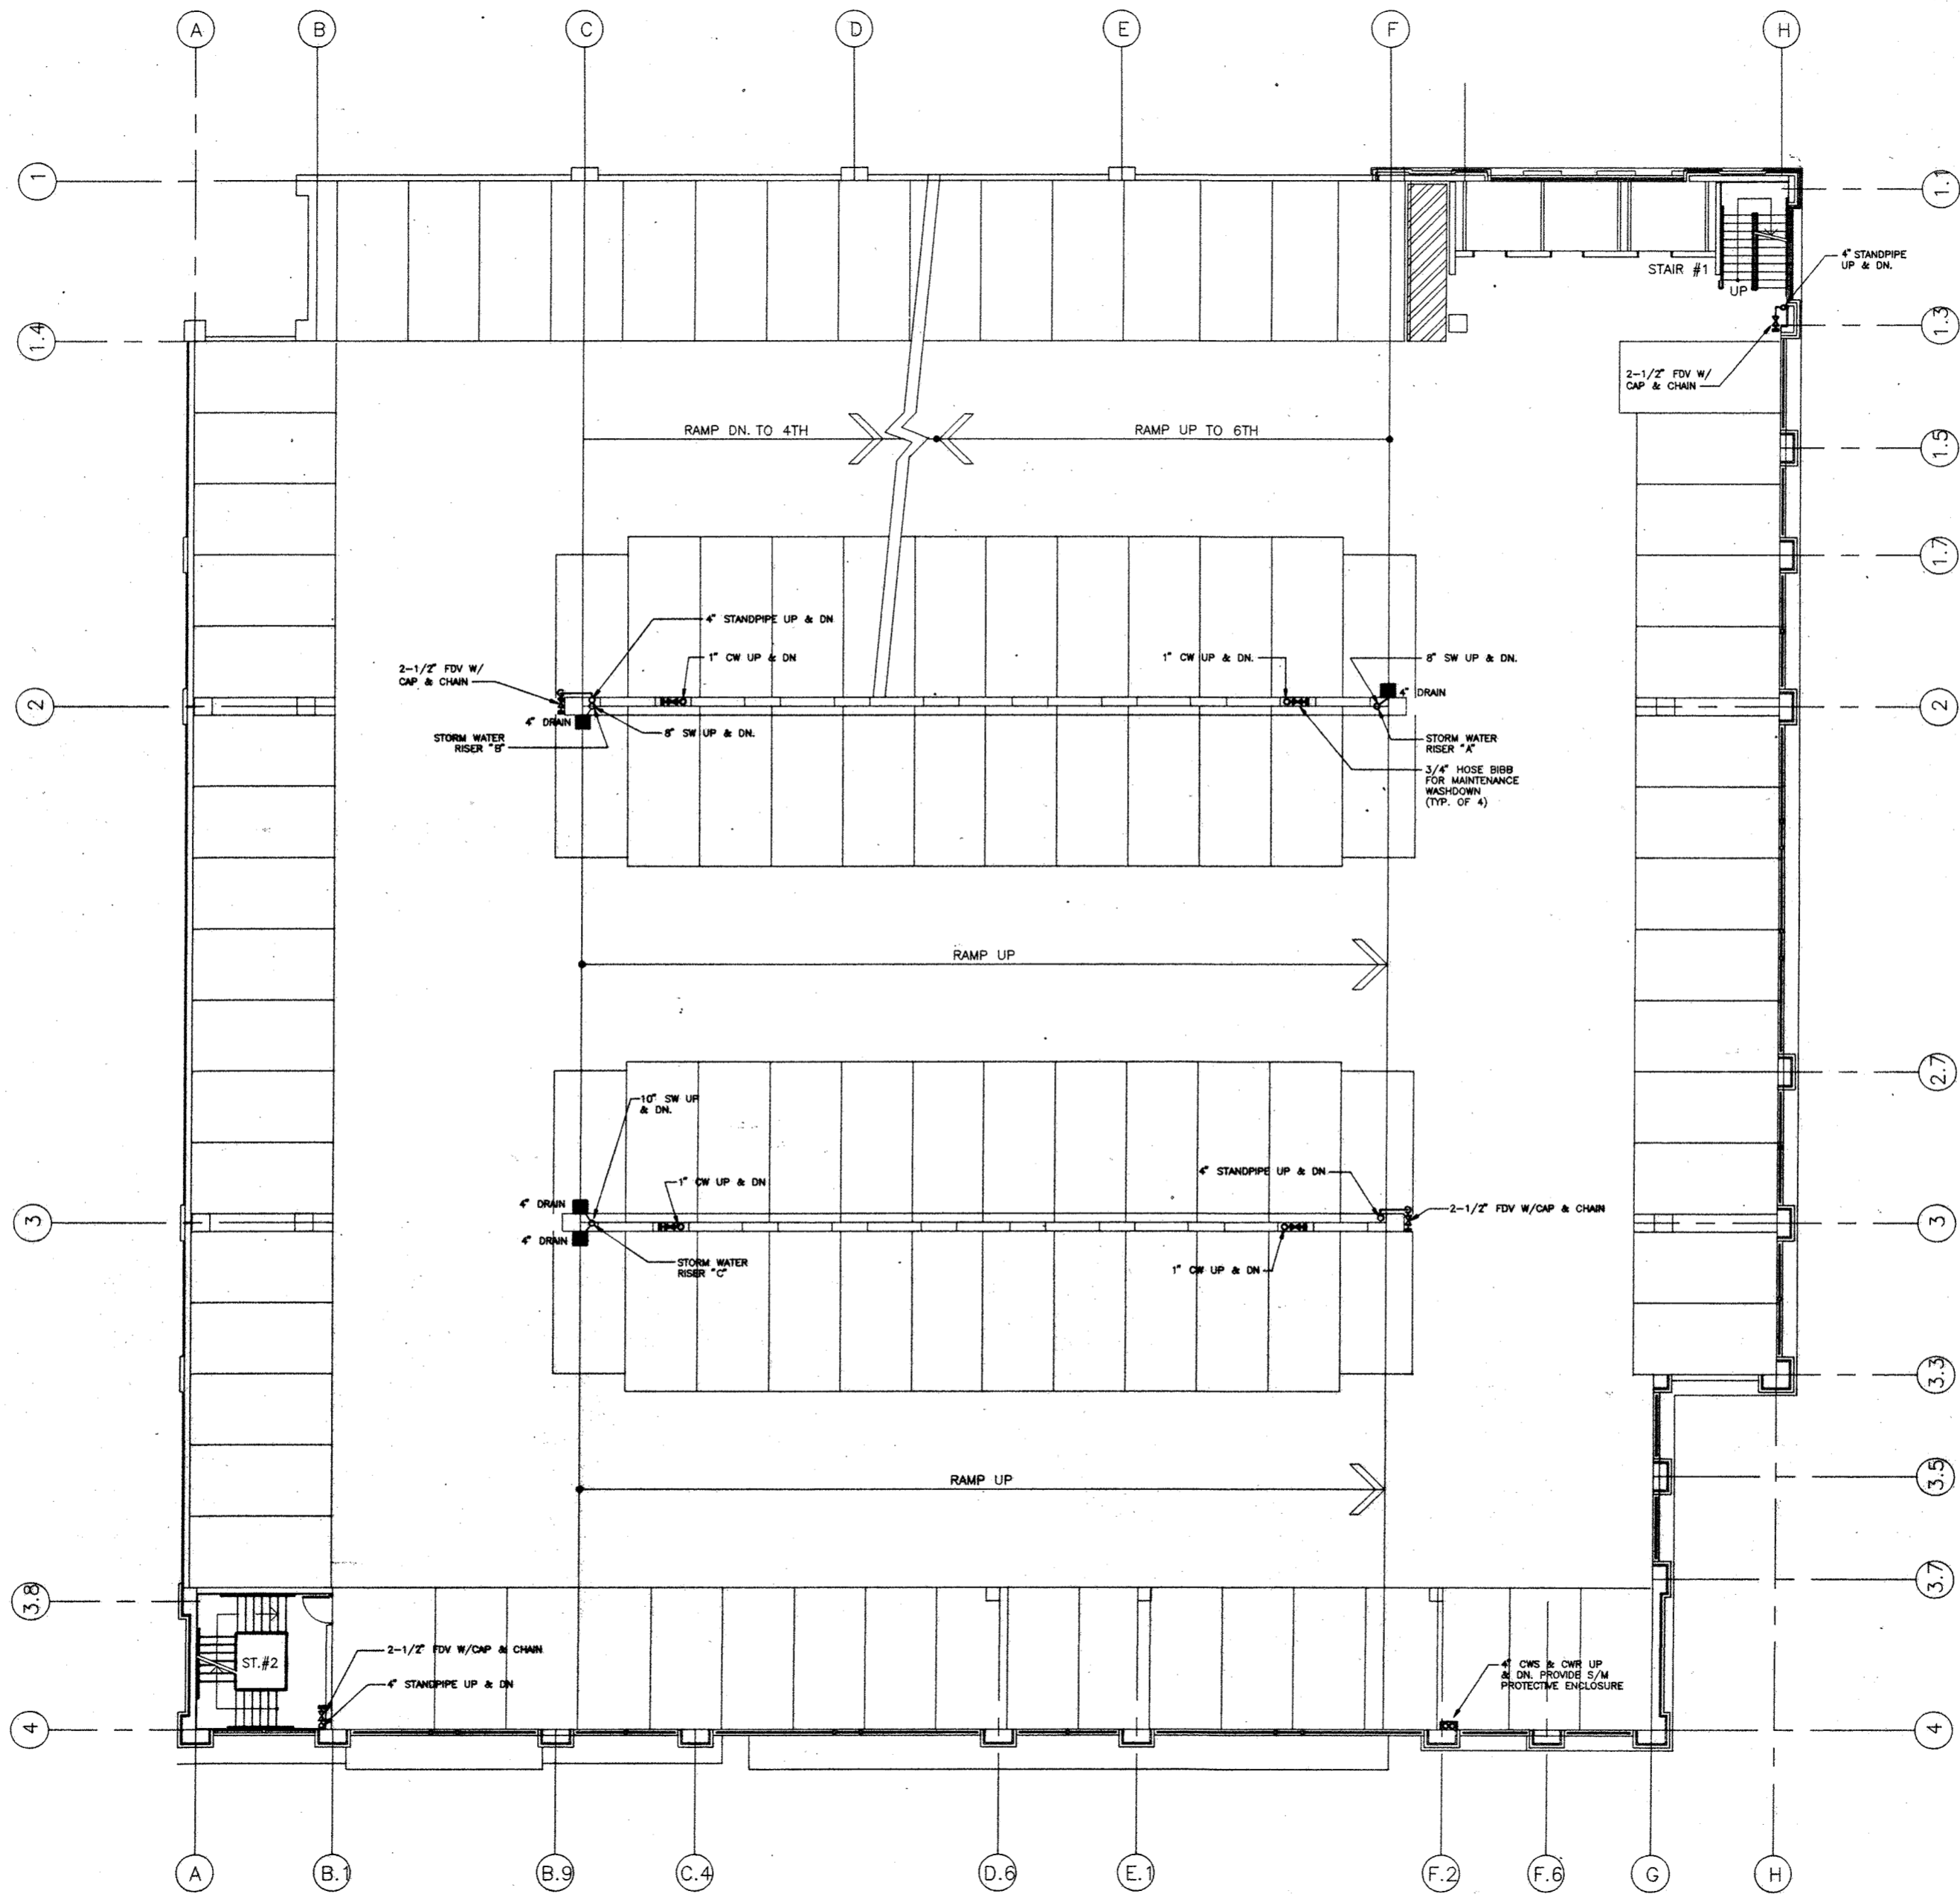 A
B
C
D
E
F
H
1
1.1
STAIR #1
UP
4" STANDPIPE
UP & DN.
1.4
1.3
2-1/2" FDV W/
CAP & CHAIN
RAMP DN. TO 4TH
RAMP UP TO 6TH
1.5
1.7
4" STANDPIPE UP & DN
1" CW UP & DN
1" CW UP & DN.
8" SW UP & DN.
2-1/2" FDV W/
CAP & CHAIN
4" DRAIN
2
2
4" DRAIN
8" SW UP & DN.
STORM WATER
RISER "B"
STORM WATER
RISER "A"
3/4" HOSE BIBB
FOR MAINTENANCE
WASHDOWN
(TYP. OF 4)
RAMP UP
2.7
10" SW UP
& DN.
1" CW UP & DN
4" STANDPIPE UP & DN
4" DRAIN
2-1/2" FDV W/CAP & CHAIN
3
3
4" DRAIN
STORM WATER
RISER "C"
1" CW UP & DN
3.3
RAMP UP
3.5
3.7
3.8
2-1/2" FDV W/CAP & CHAIN
ST.#2
4" STANDPIPE UP & DN
4" CWS & CWR UP
& DN. PROVIDE S/M
PROTECTIVE ENCLOSURE
4
4
A
B.1
B.9
C.4
D.6
E.1
F.2
F.6
G
H